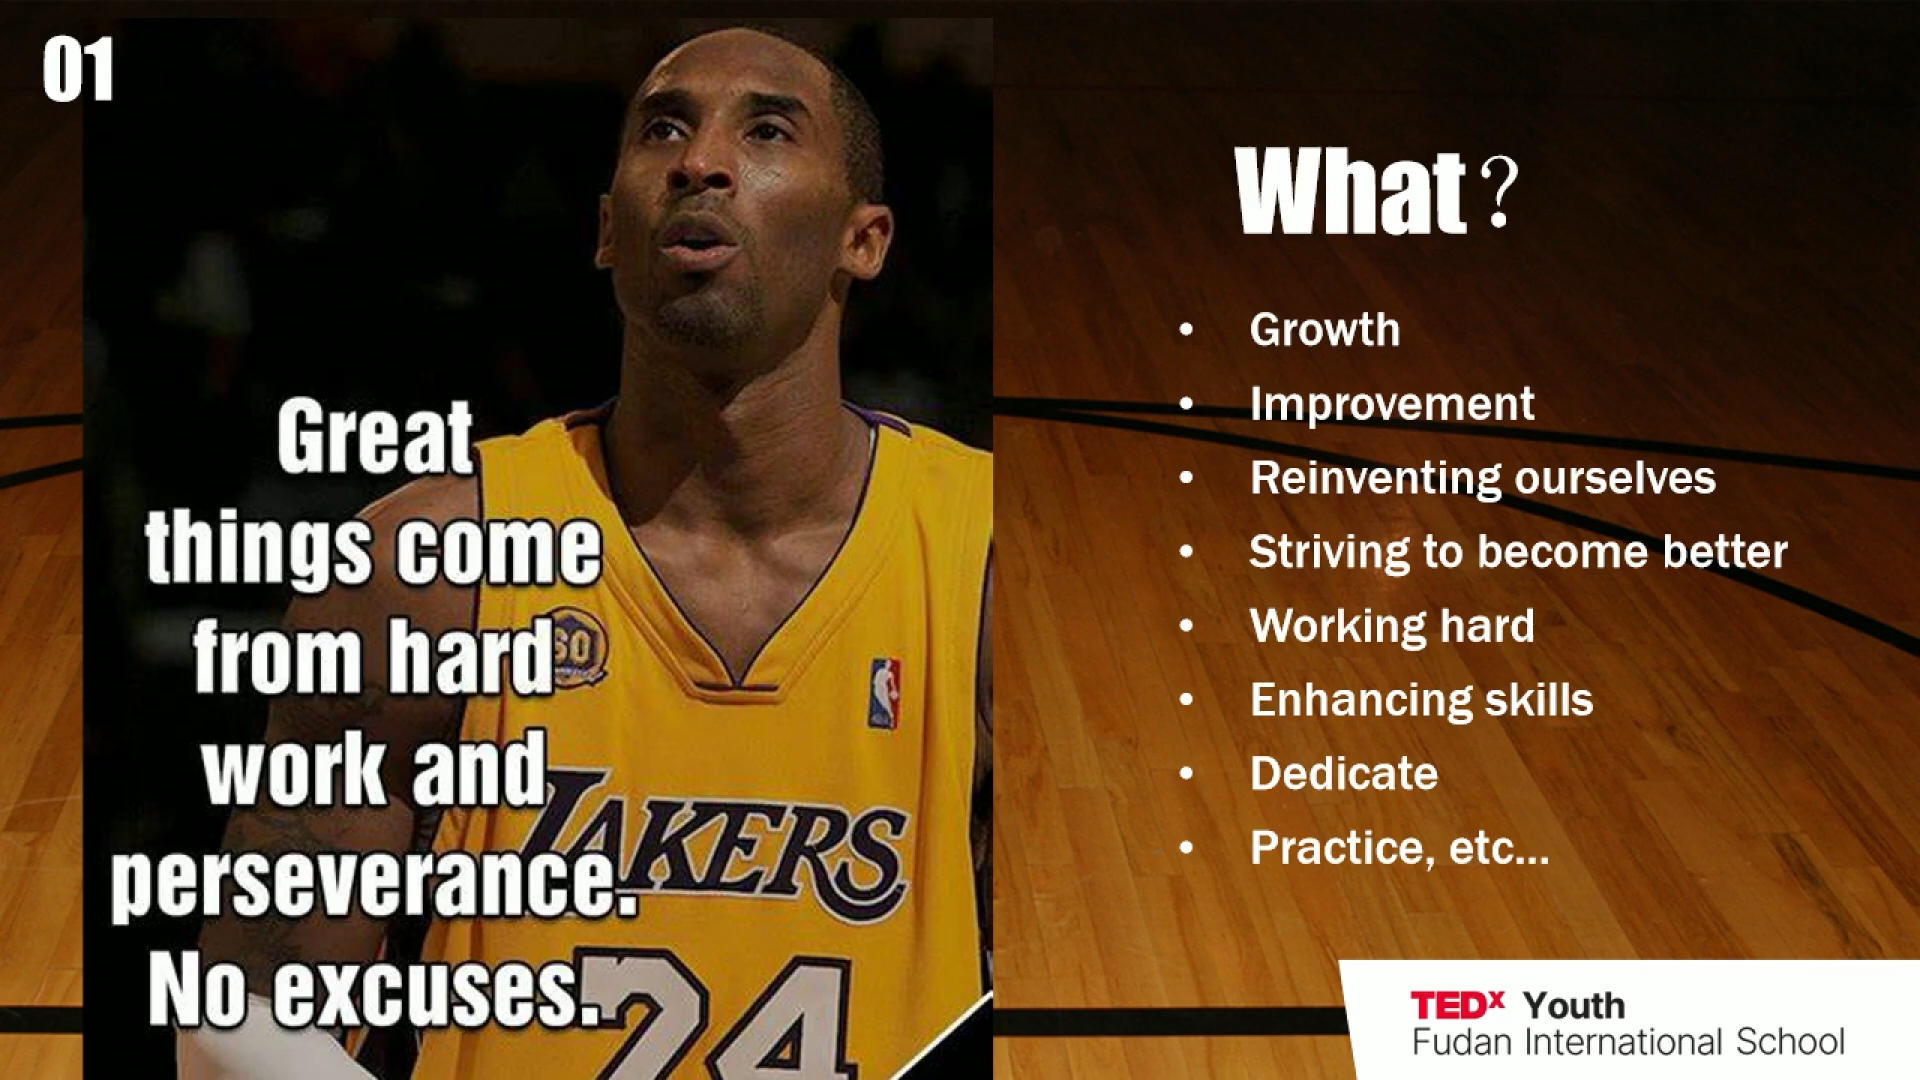 01
Great
things come
from hard
work and
perseverance.
No excuses.
60
LAKERS
24
What?
• Growth
• Improvement
• Reinventing ourselves
• Striving to become better
• Working hard
• Enhancing skills
• Dedicate
• Practice, etc...
TEDx Youth
Fudan International School